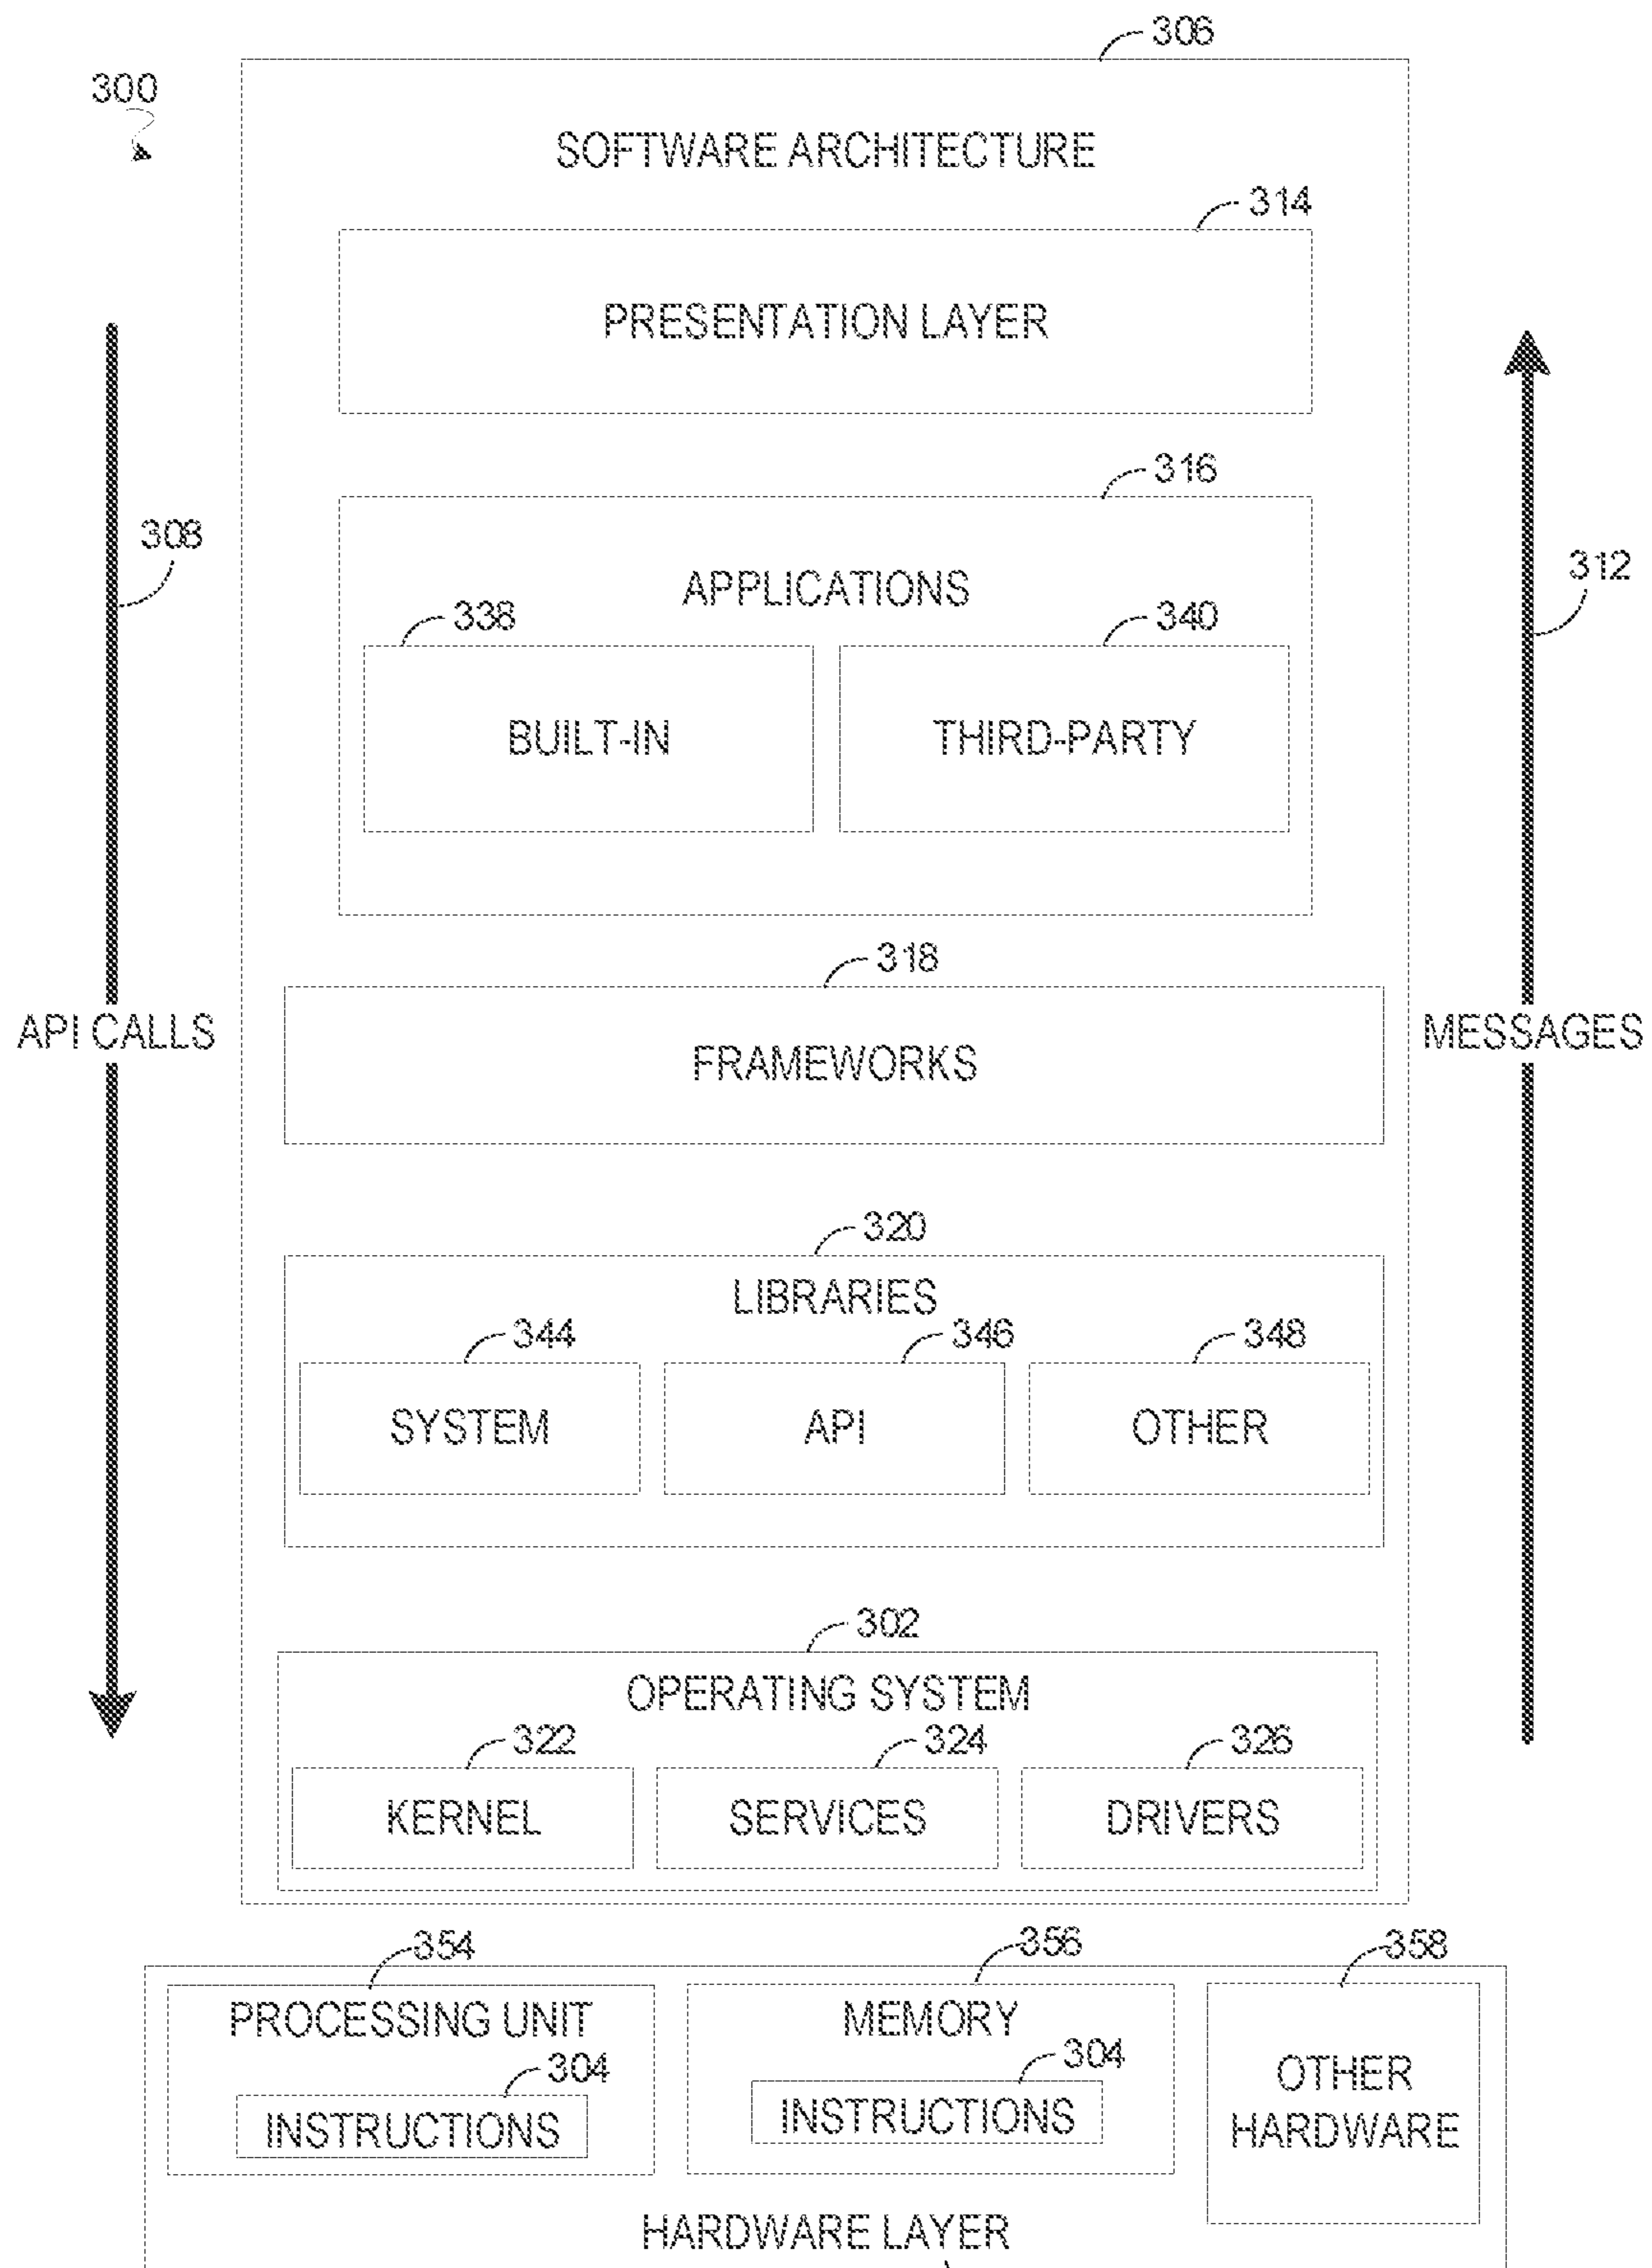 306
300
SOFTWARE ARCHITECTURE
314
PRESENTATION LAYER
316
308
312
APPLICATIONS
338
340
BUILT-IN
THIRD-PARTY
318
API CALLS
MESSAGES
FRAMEWORKS
320
LIBRARIES
344
346
348
SYSTEM
API
OTHER
302
OPERATING SYSTEM
322
324
326
KERNEL
SERVICES
DRIVERS
354
356
358
PROCESSING UNIT
MEMORY
304
304
OTHER
HARDWARE
INSTRUCTIONS
INSTRUCTIONS
HARDWARE LAYER